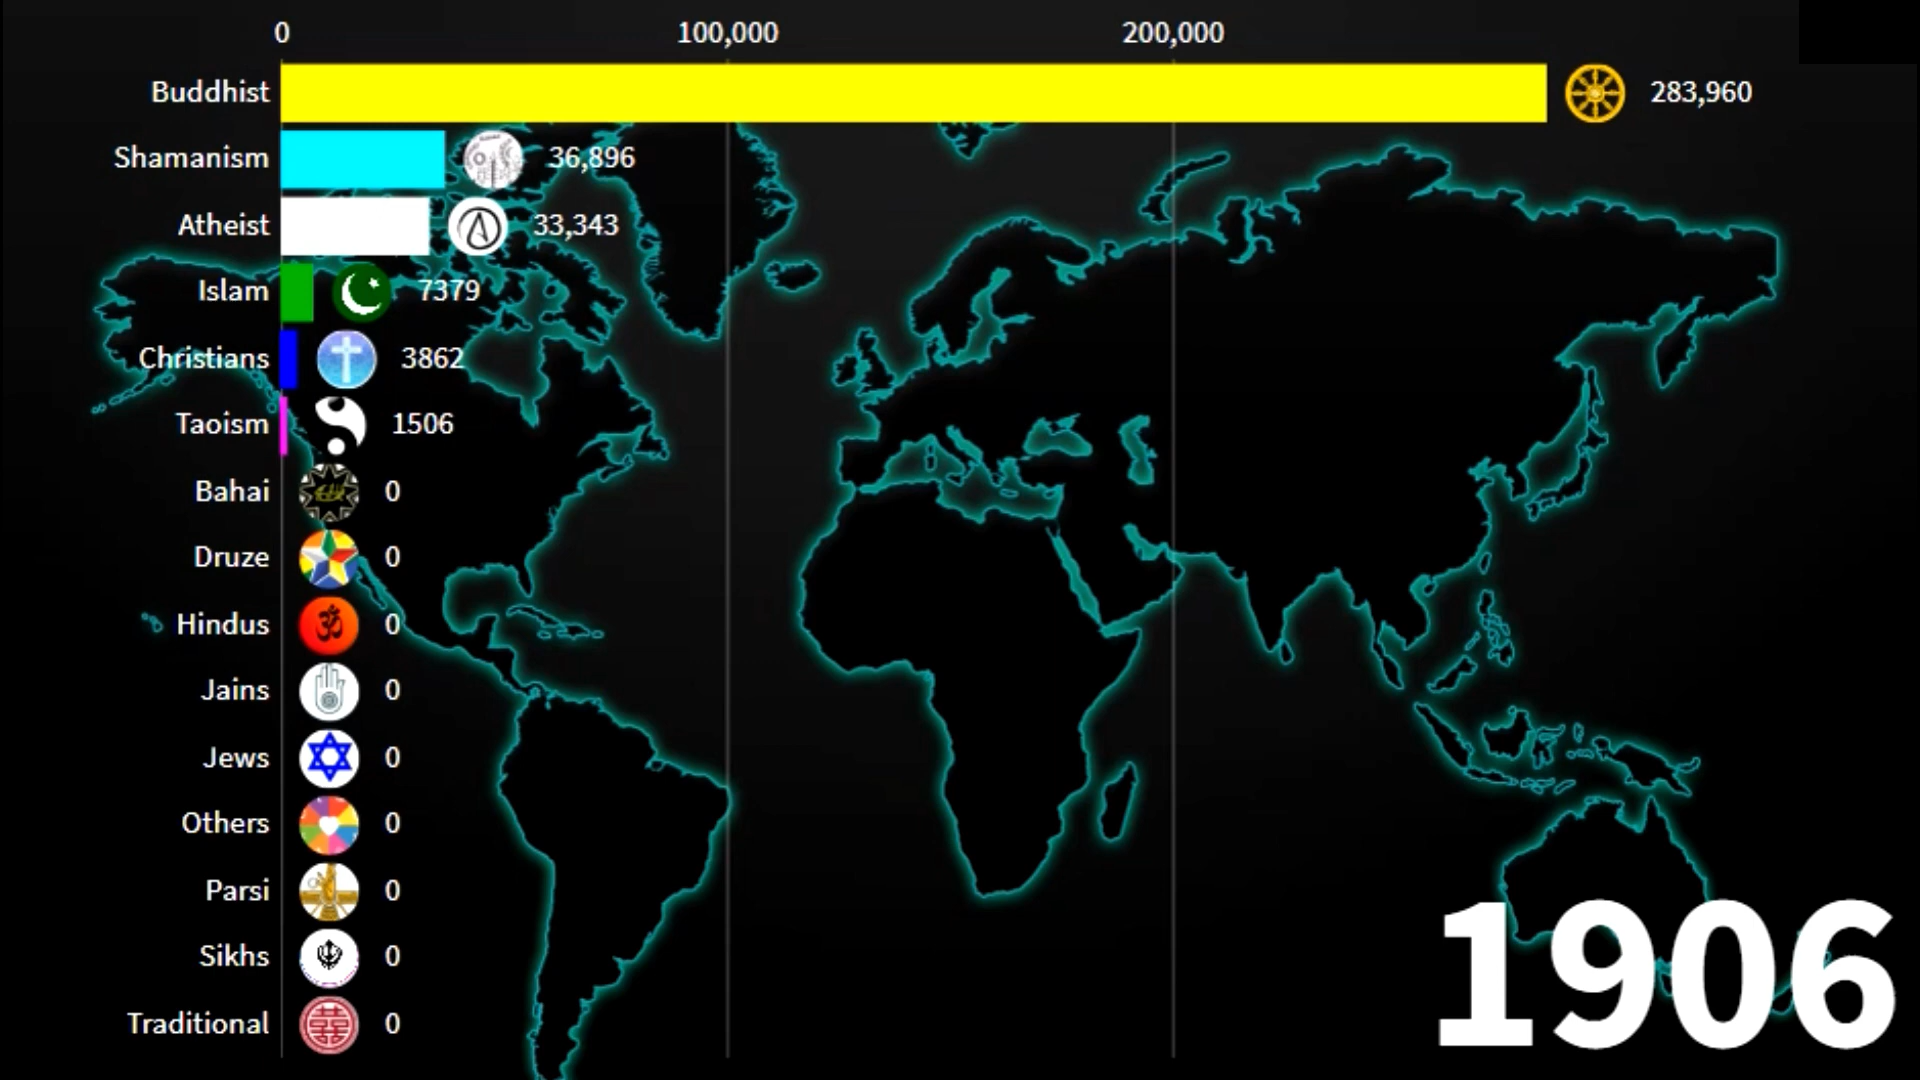 0 100,000 200,000
Buddhist 283,960
Shamanism 36,896
Atheist 33,343
Islam 7379
Christians 3862
Taoism 1506
Bahai 0
Druze 0
Hindus 0
Jains 0
Jews 0
Others 0
Parsi 0
Sikhs 0
Traditional 0
1906